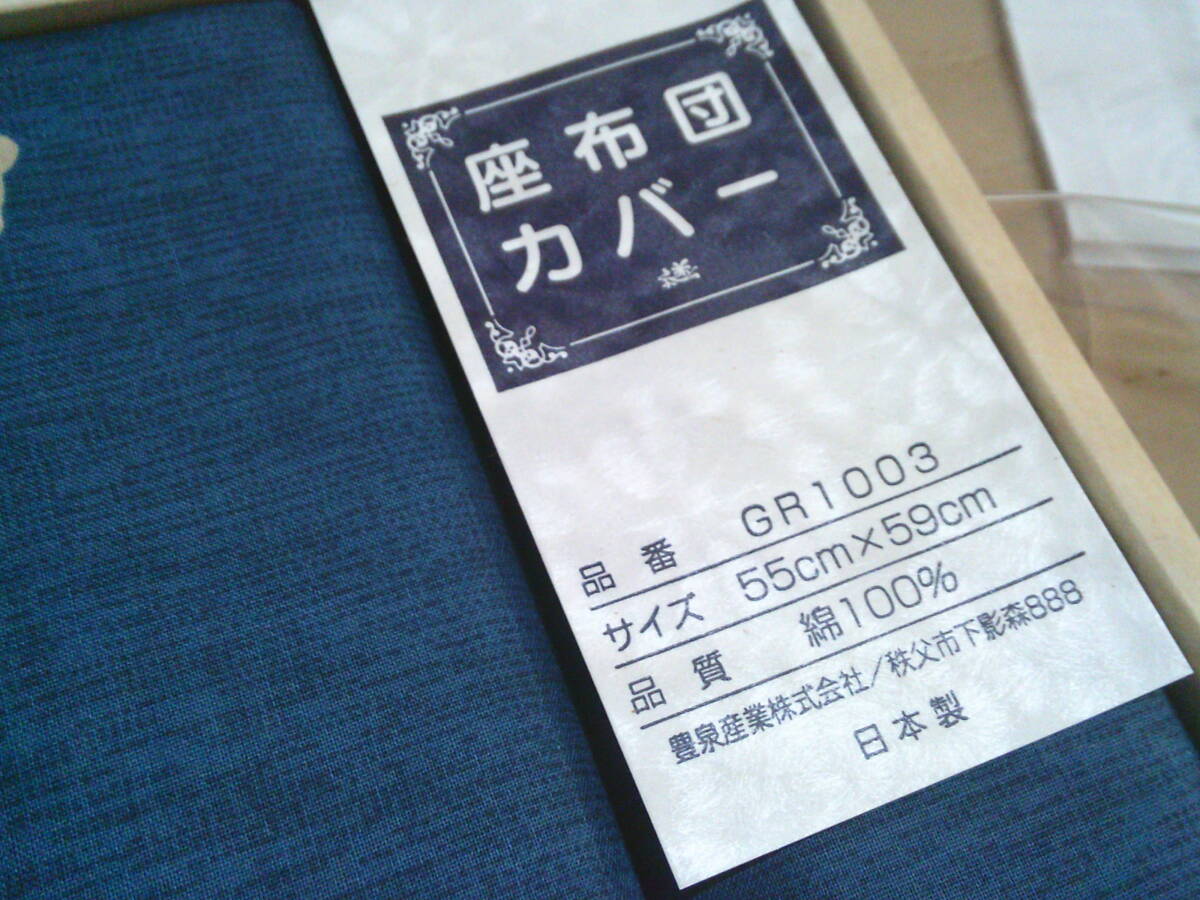 座布団
カバー
品番 GR1003
サイズ 55cm×59cm
品質 綿100%
豊泉産業株式会社/秩父市下影森888
日本製